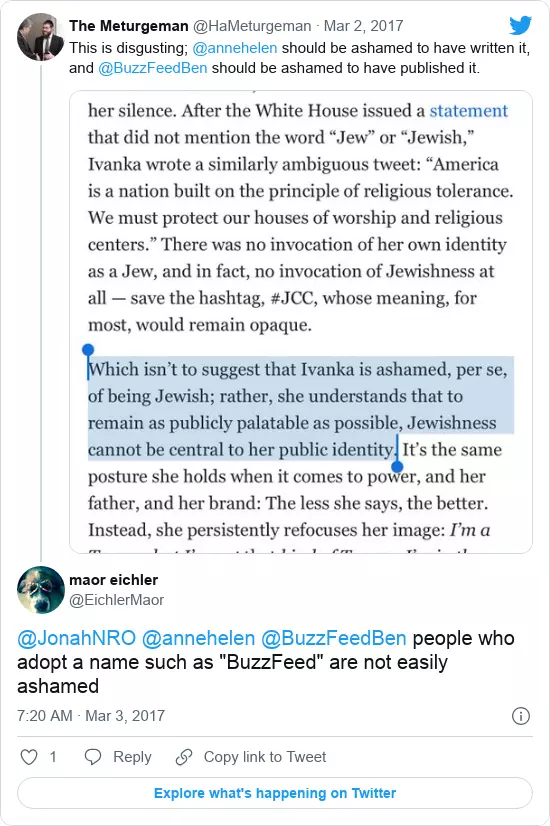 The Meturgeman @HaMeturgeman · Mar 2, 2017
This is disgusting; @annehelen should be ashamed to have written it,
and @BuzzFeedBen should be ashamed to have published it.
her silence. After the White House issued a statement
that did not mention the word “Jew” or “Jewish,”
Ivanka wrote a similarly ambiguous tweet: “America
is a nation built on the principle of religious tolerance.
We must protect our houses of worship and religious
centers.” There was no invocation of her own identity
as a Jew, and in fact, no invocation of Jewishness at
all — save the hashtag, #JCC, whose meaning, for
most, would remain opaque.
Which isn’t to suggest that Ivanka is ashamed, per se,
of being Jewish; rather, she understands that to
remain as publicly palatable as possible, Jewishness
cannot be central to her public identity. It’s the same
posture she holds when it comes to power, and her
father, and her brand: The less she says, the better.
Instead, she persistently refocuses her image: I’m a
maor eichler
@EichlerMaor
@JonahNRO @annehelen @BuzzFeedBen people who
adopt a name such as "BuzzFeed" are not easily
ashamed
7:20 AM · Mar 3, 2017
1 Reply Copy link to Tweet
Explore what's happening on Twitter